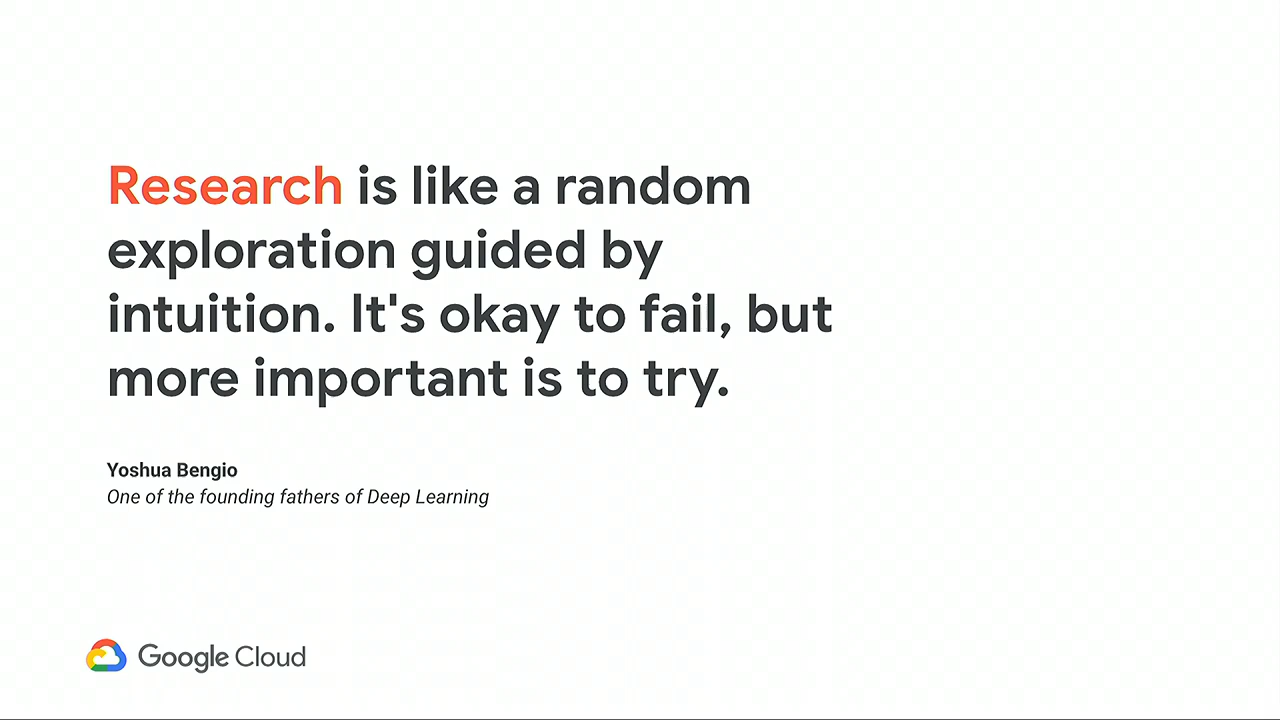 Research is like a random
exploration guided by
intuition. It's okay to fail, but
more important is to try.
Yoshua Bengio
One of the founding fathers of Deep Learning
Google Cloud